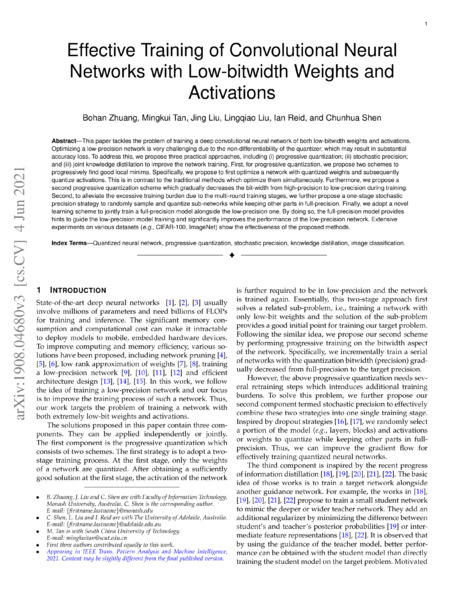 1
Effective Training of Convolutional Neural
Networks with Low-bitwidth Weights and
Activations
Bohan Zhuang, Mingkui Tan, Jing Liu, Lingqiao Liu, Ian Reid, and Chunhua Shen
Abstract—This paper tackles the problem of training a deep convolutional neural network of both low-bitwidth weights and activations.
Optimizing a low-precision network is very challenging due to the non-differentiability of the quantizer, which may result in substantial
accuracy loss. To address this, we propose three practical approaches, including (i) progressive quantization; (ii) stochastic precision;
and (iii) joint knowledge distillation to improve the network training. First, for progressive quantization, we propose two schemes to
progressively find good local minima. Specifically, we propose to first optimize a network with quantized weights and subsequently
quantize activations. This is in contrast to the traditional methods which optimize them simultaneously. Furthermore, we propose a
second progressive quantization scheme which gradually decreases the bit-width from high-precision to low-precision during training.
Second, to alleviate the excessive training burden due to the multi-round training stages, we further propose a one-stage stochastic
precision strategy to randomly sample and quantize sub-networks while keeping other parts in full-precision. Finally, we adopt a novel
learning scheme to jointly train a full-precision model alongside the low-precision one. By doing so, the full-precision model provides
hints to guide the low-precision model training and significantly improves the performance of the low-precision network. Extensive
experiments on various datasets (e.g., CIFAR-100, ImageNet) show the effectiveness of the proposed methods.
Index Terms—Quantized neural network, progressive quantization, stochastic precision, knowledge distillation, image classification.
arXiv:1908.04680v3 [cs.CV] 4 Jun 2021
1 INTRODUCTION
State-of-the-art deep neural networks [1], [2], [3] usually
involve millions of parameters and need billions of FLOPs
for training and inference. The significant memory con-
sumption and computational cost can make it intractable
to deploy models to mobile, embedded hardware devices.
To improve computing and memory efficiency, various so-
lutions have been proposed, including network pruning [4],
[5], [6], low rank approximation of weights [7], [8], training
a low-precision network [9], [10], [11], [12] and efficient
architecture design [13], [14], [15]. In this work, we follow
the idea of training a low-precision network and our focus
is to improve the training process of such a network. Thus,
our work targets the problem of training a network with
both extremely low-bit weights and activations.
The solutions proposed in this paper contain three com-
ponents. They can be applied independently or jointly.
The first component is the progressive quantization which
consists of two schemes. The first strategy is to adopt a two-
stage training process. At the first stage, only the weights
of a network are quantized. After obtaining a sufficiently
good solution at the first stage, the activation of the network
• B. Zhuang, J. Liu and C. Shen are with Faculty of Information Technology,
Monash University, Australia. C. Shen is the corresponding author.
E-mail: {firstname.lastname}@monash.edu
• C. Shen, L. Liu and I. Reid are with The University of Adelaide, Australia.
E-mail: {firstname.lastname}@adelaide.edu.au
• M. Tan is with South China University of Technology.
E-mail: mingkuitan@scut.edu.cn
• First three authors contributed equally to this work.
• Appearing in IEEE Trans. Pattern Analysis and Machine Intelligence,
2021. Content may be slightly different from the final published version.
is further required to be in low-precision and the network
is trained again. Essentially, this two-stage approach first
solves a related sub-problem, i.e., training a network with
only low-bit weights and the solution of the sub-problem
provides a good initial point for training our target problem.
Following the similar idea, we propose our second scheme
by performing progressive training on the bitwidth aspect
of the network. Specifically, we incrementally train a serial
of networks with the quantization bitwidth (precision) grad-
ually decreased from full-precision to the target precision.
However, the above progressive quantization needs sev-
eral retraining steps which introduces additional training
burdens. To solve this problem, we further propose our
second component termed stochastic precision to effectively
combine these two strategies into one single training stage.
Inspired by dropout strategies [16], [17], we randomly select
a portion of the model (e.g., layers, blocks) and activations
or weights to quantize while keeping other parts in full-
precision. Thus, we can improve the gradient flow for
effectively training quantized neural networks.
The third component is inspired by the recent progress
of information distillation [18], [19], [20], [21], [22]. The basic
idea of those works is to train a target network alongside
another guidance network. For example, the works in [18],
[19], [20], [21], [22] propose to train a small student network
to mimic the deeper or wider teacher network. They add an
additional regularizer by minimizing the difference between
student's and teacher's posterior probabilities [19] or inter-
mediate feature representations [18], [22]. It is observed that
by using the guidance of the teacher model, better perfor-
mance can be obtained with the student model than directly
training the student model on the target problem. Motivated